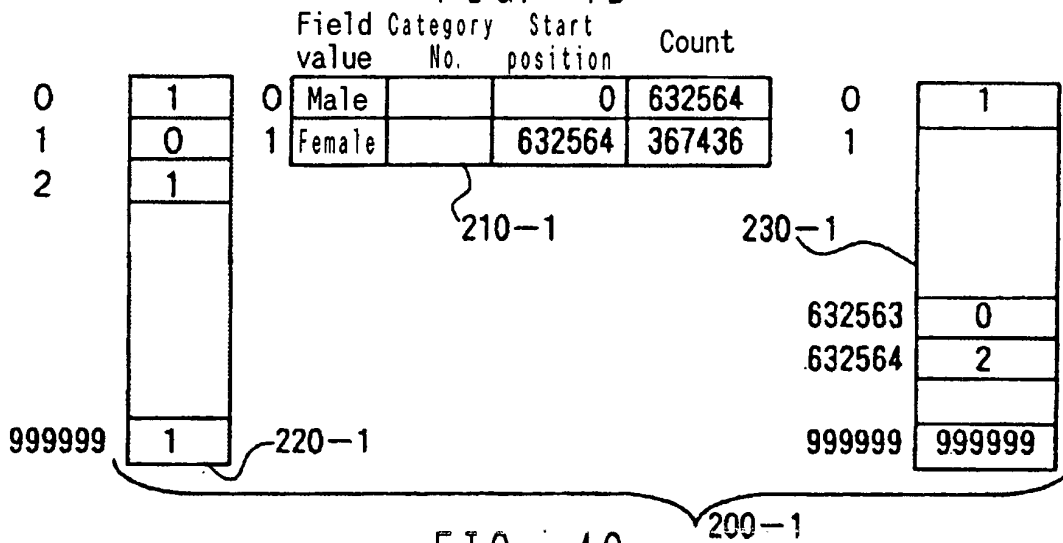 Field Category Start Count
value No. position
0 1 0 Male 0 632564 0 1
1 0 1 Female 632564 367436 1
2 1
210-1 230-1
632563 0
632564 2
999999 1 220-1 999999 999999
200-1